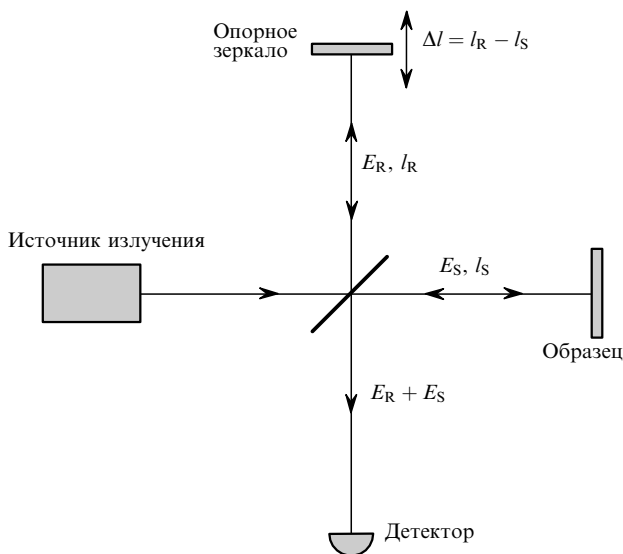 Опорное
зеркало
Δl = l_R − l_S
E_R, l_R
Источник излучения
E_S, l_S
Образец
E_R + E_S
Детектор